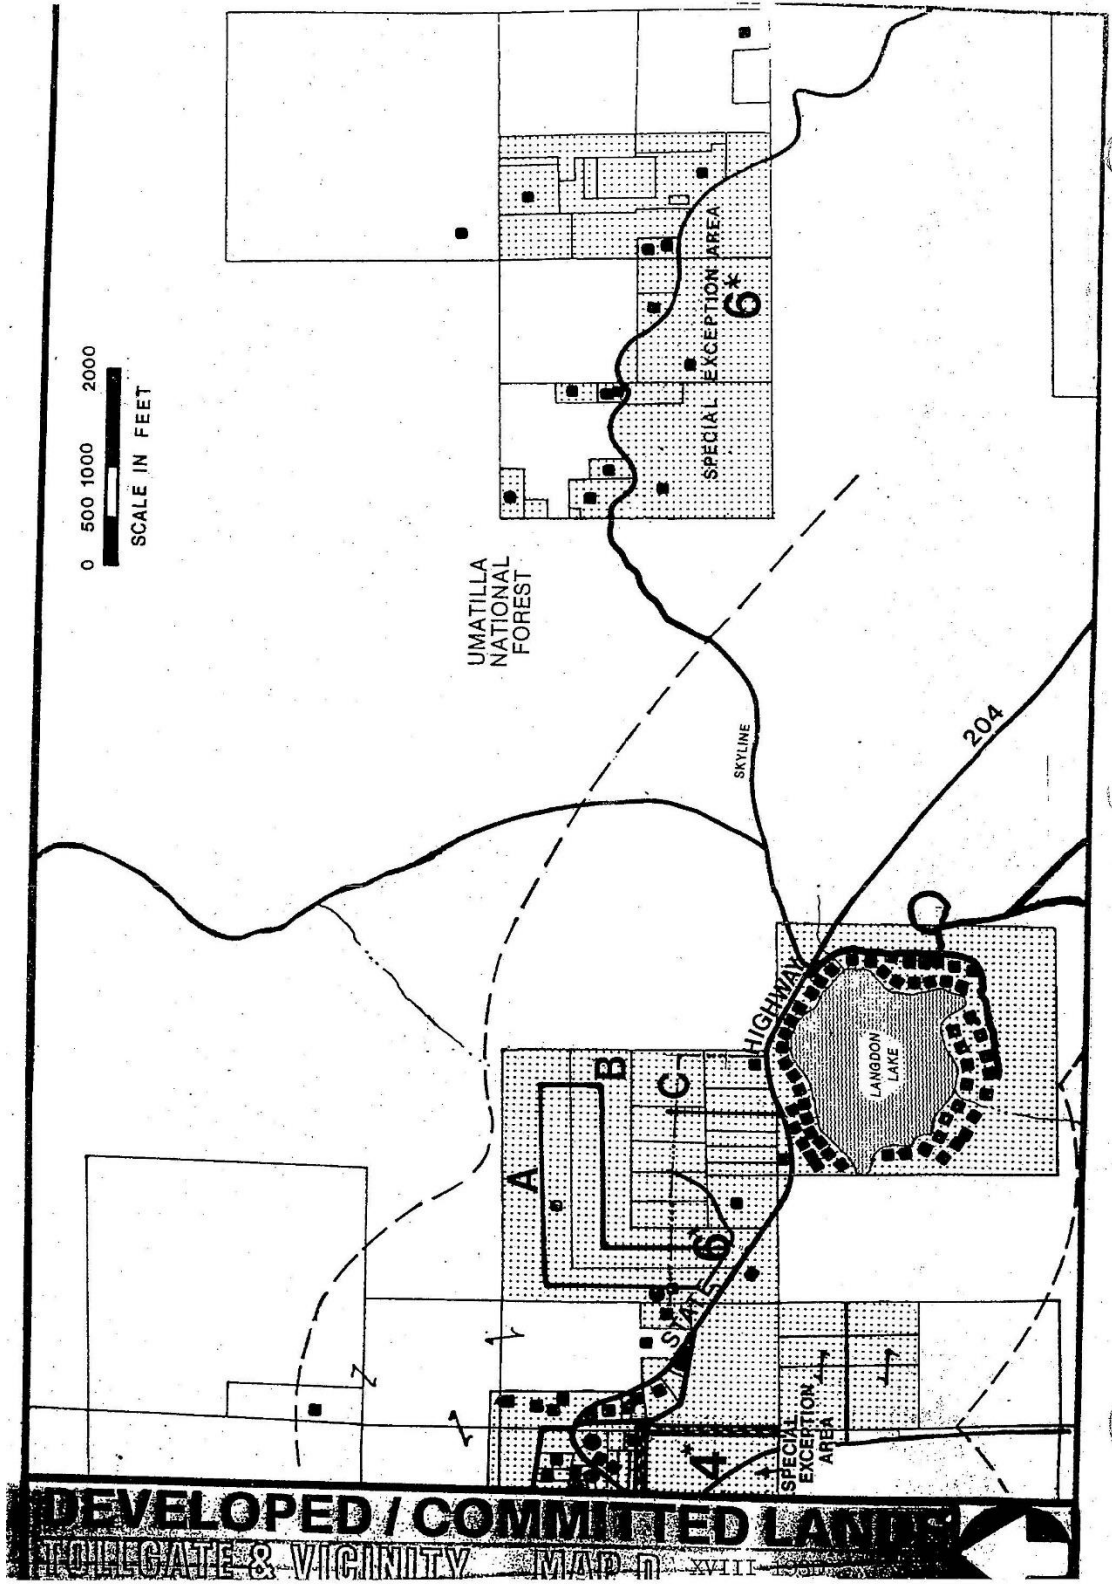 0 500 1000 2000
SCALE IN FEET
UMATILLA
NATIONAL
FOREST
SPECIAL EXCEPTION AREA
6*
SKYLINE
204
HIGHWAY
STATE
LANGDON
LAKE
A
B
C
6*
4*
SPECIAL
EXCEPTION
AREA
DEVELOPED / COMMITTED LANDS
TOLLGATE & VICINITY MAP D
XVIII